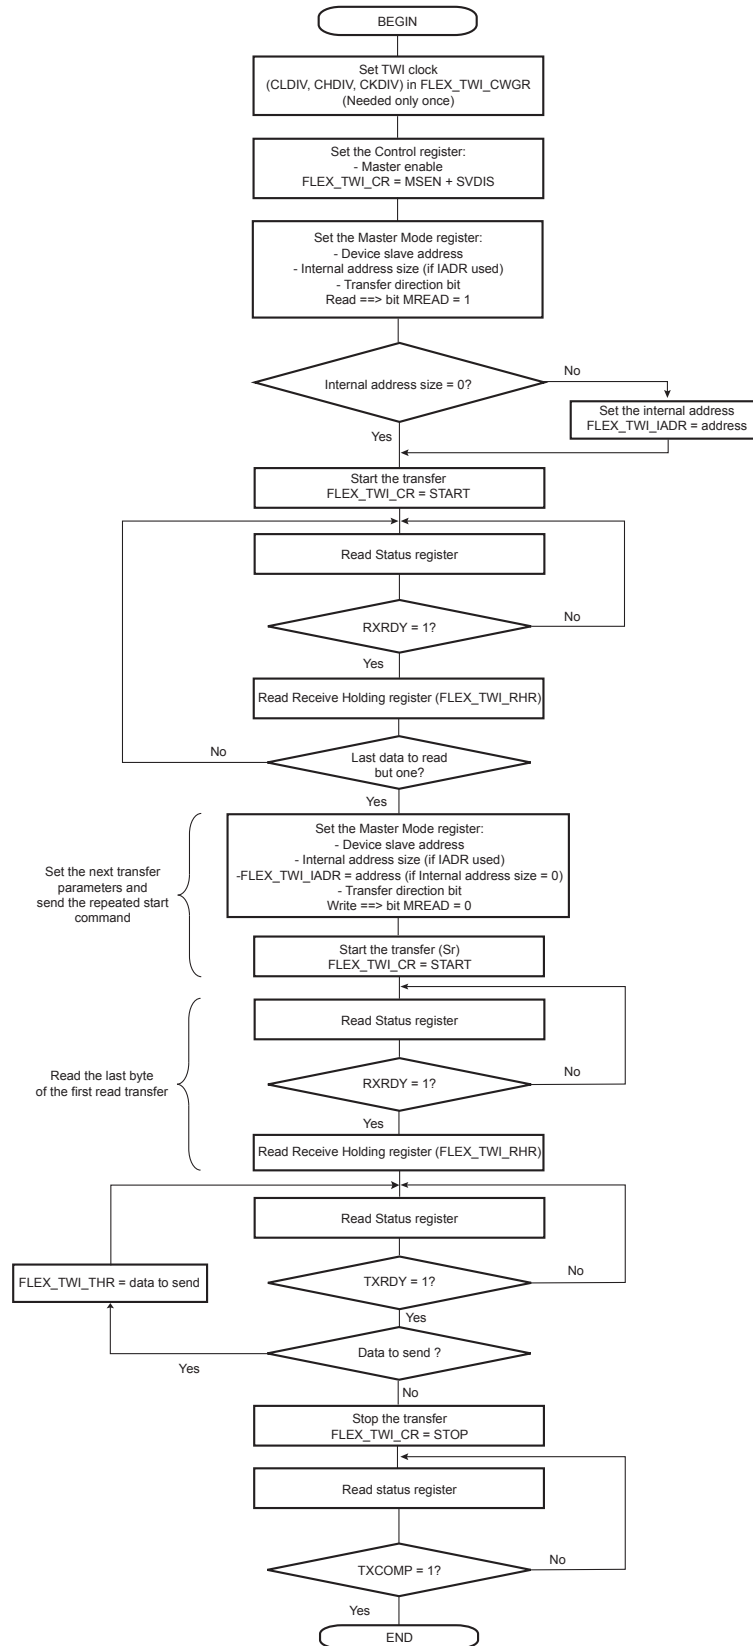 BEGIN
Set TWI clock
(CLDIV, CHDIV, CKDIV) in FLEX_TWI_CWGR
(Needed only once)
Set the Control register:
- Master enable
FLEX_TWI_CR = MSEN + SVDIS
Set the Master Mode register:
- Device slave address
- Internal address size (if IADR used)
- Transfer direction bit
Read ==> bit MREAD = 1
Internal address size = 0?
No
Set the internal address
FLEX_TWI_IADR = address
Yes
Start the transfer
FLEX_TWI_CR = START
Read Status register
RXRDY = 1?
No
Yes
Read Receive Holding register (FLEX_TWI_RHR)
Last data to read
but one?
No
Yes
Set the next transfer
parameters and
send the repeated start
command
Set the Master Mode register:
- Device slave address
- Internal address size (if IADR used)
-FLEX_TWI_IADR = address (if Internal address size = 0)
- Transfer direction bit
Write ==> bit MREAD = 0
Start the transfer (Sr)
FLEX_TWI_CR = START
Read the last byte
of the first read transfer
Read Status register
RXRDY = 1?
No
Yes
Read Receive Holding register (FLEX_TWI_RHR)
Read Status register
FLEX_TWI_THR = data to send
TXRDY = 1?
No
Yes
Data to send ?
Yes
No
Stop the transfer
FLEX_TWI_CR = STOP
Read status register
TXCOMP = 1?
No
Yes
END